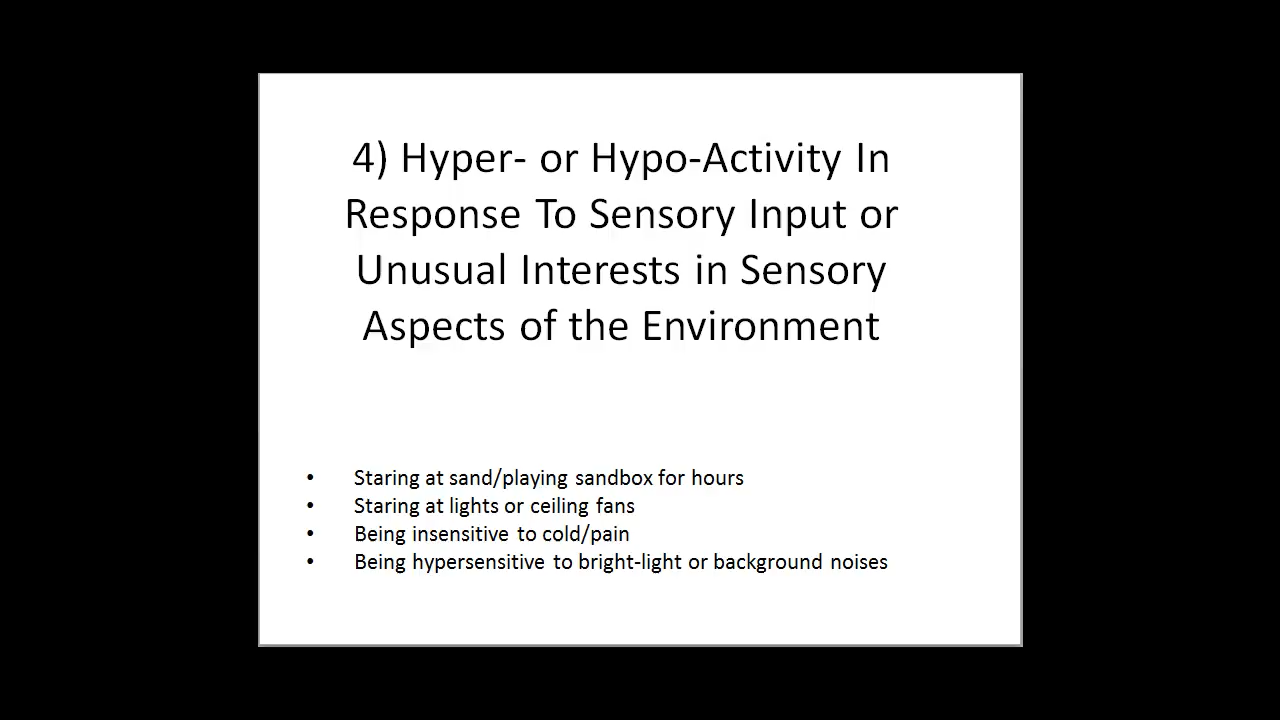 4) Hyper- or Hypo-Activity In
Response To Sensory Input or
Unusual Interests in Sensory
Aspects of the Environment
• Staring at sand/playing sandbox for hours
• Staring at lights or ceiling fans
• Being insensitive to cold/pain
• Being hypersensitive to bright-light or background noises